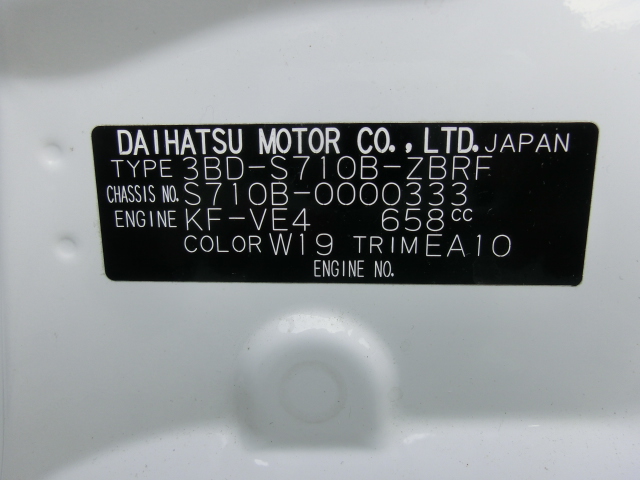 DAIHATSU MOTOR CO., LTD. JAPAN
TYPE 3BD-S710B-ZBRF
CHASSIS NO. S710B-0000333
ENGINE KF-VE4 658cc
COLOR W19 TRIM EA10
ENGINE NO.